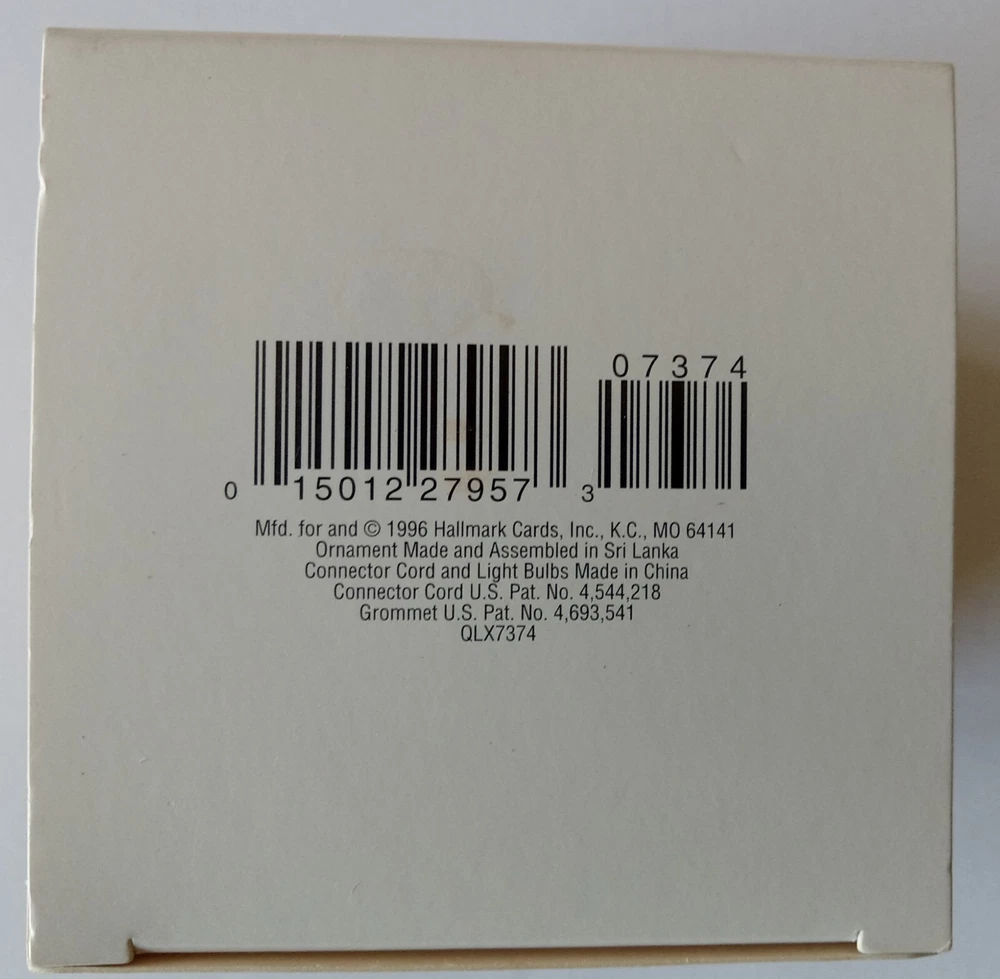 07374
0 15012 27957 3
Mfd. for and © 1996 Hallmark Cards, Inc., K.C., MO 64141
Ornament Made and Assembled in Sri Lanka
Connector Cord and Light Bulbs Made in China
Connector Cord U.S. Pat. No. 4,544,218
Grommet U.S. Pat. No. 4,693,541
QLX7374